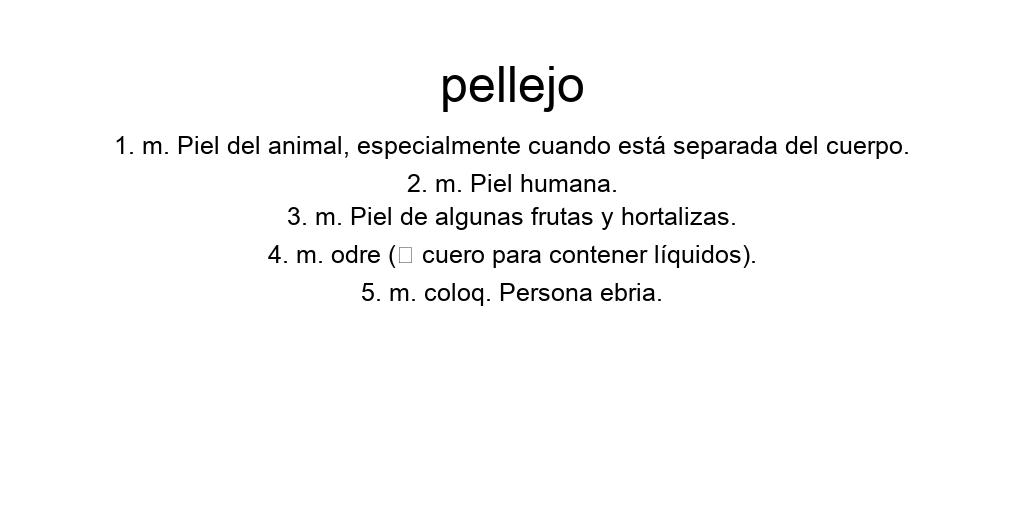 pellejo
1. m. Piel del animal, especialmente cuando está separada del cuerpo.
2. m. Piel humana.
3. m. Piel de algunas frutas y hortalizas.
4. m. odre (□ cuero para contener líquidos).
5. m. coloq. Persona ebria.